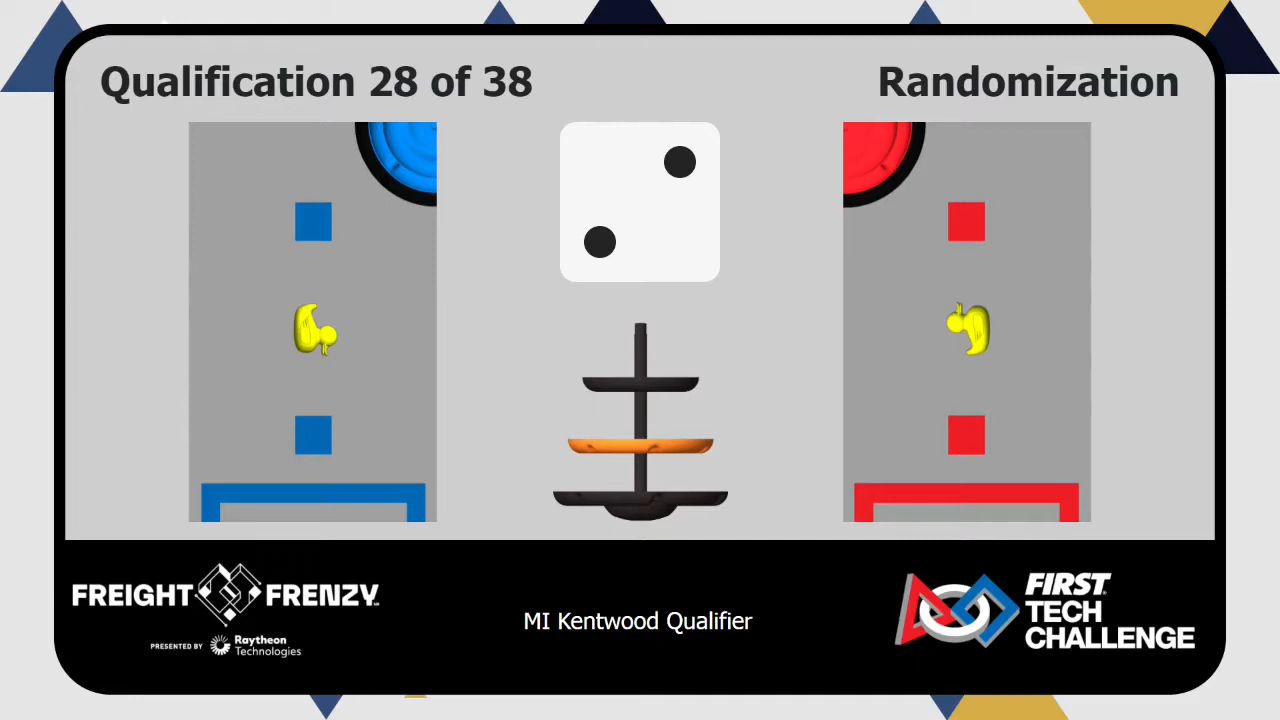 Qualification 28 of 38
Randomization
FREIGHT FRENZY
PRESENTED BY Raytheon Technologies
MI Kentwood Qualifier
FIRST
TECH
CHALLENGE